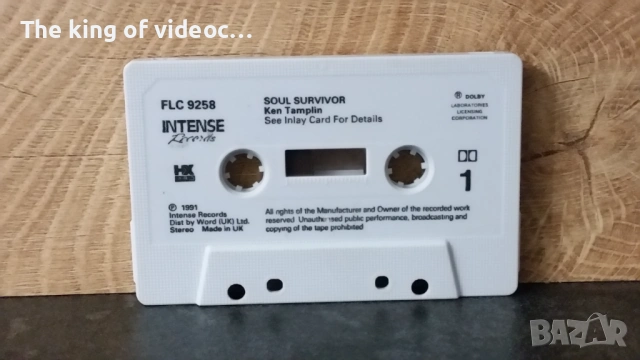 The king of videoc...
FLC 9258
SOUL SURVIVOR
Ken Tamplin
See Inlay Card For Details
® DOLBY
LABORATORIES
LICENSING
CORPORATION
INTENSE
Records
HX
1
℗ 1991
Intense Records
Dist by Word (UK) Ltd.
Stereo Made in UK
All rights of the Manufacturer and Owner of the recorded work
reserved. Unauthorised public performance, broadcasting and
copying of the tape prohibited
BAZAR